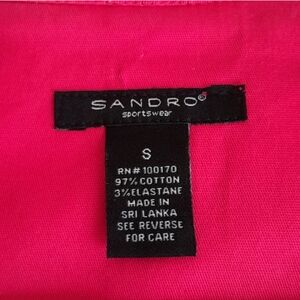 SANDRO®
sportswear
S
RN# 100170
97% COTTON
3% ELASTANE
MADE IN
SRI LANKA
SEE REVERSE
FOR CARE